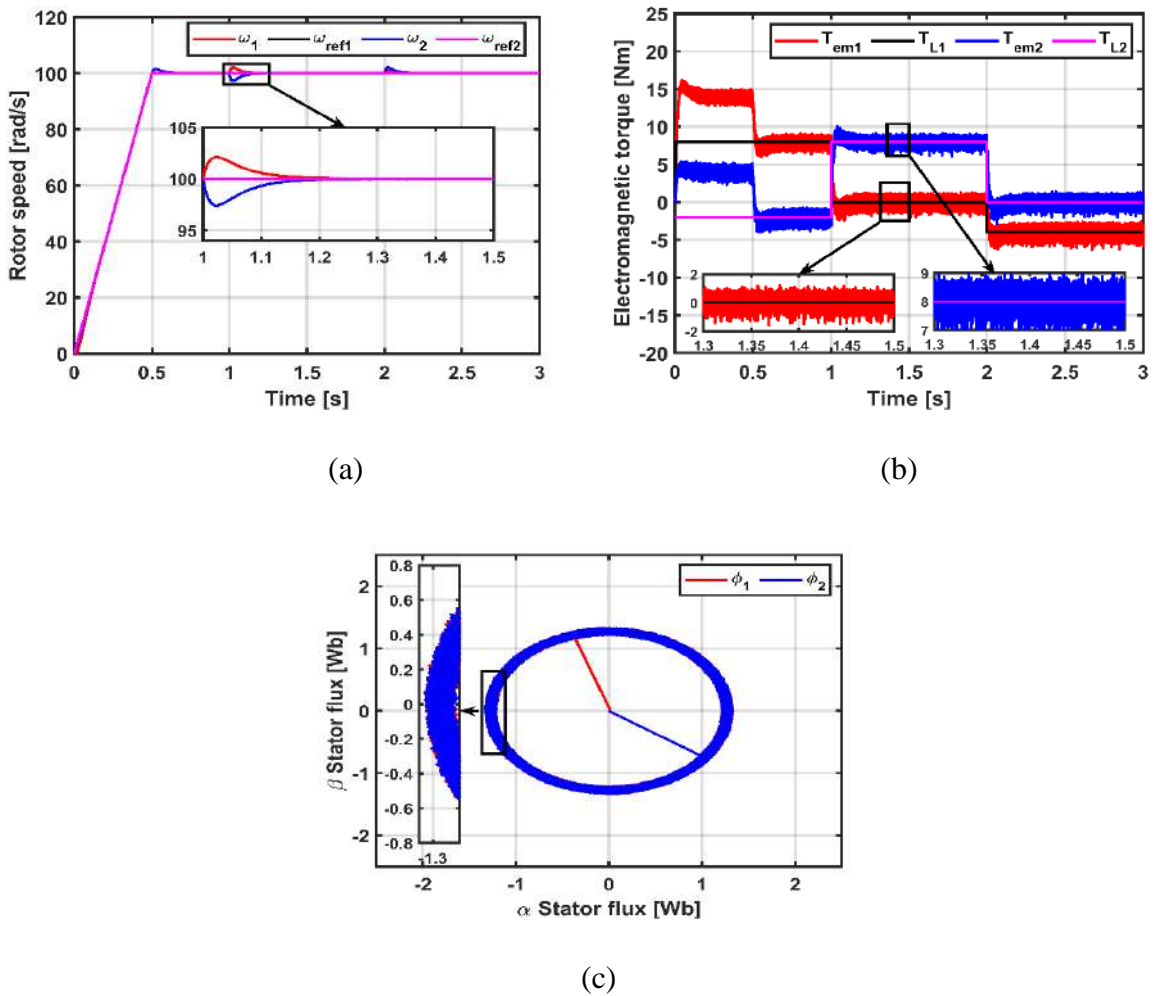 120
100
80
60
40
20
0
Rotor speed [rad/s]
ω1 ωref1 ω2 ωref2
105
100
95
1 1.1 1.2 1.3 1.4 1.5
0 0.5 1 1.5 2 2.5 3
Time [s]
(a)
25
20
15
10
5
0
-5
-10
-15
-20
Electromagnetic torque [Nm]
Tem1 TL1 Tem2 TL2
2
0
-2
1.3 1.35 1.4 1.45 1.5
9
8
7
1.3 1.35 1.4 1.45 1.5
0 0.5 1 1.5 2 2.5 3
Time [s]
(b)
2
1
0
-1
-2
β Stator flux [Wb]
0.8
0.6
0.4
0.2
0
-0.2
-0.4
-0.6
-0.8
-1.3
ϕ1 ϕ2
-2 -1 0 1 2
α Stator flux [Wb]
(c)